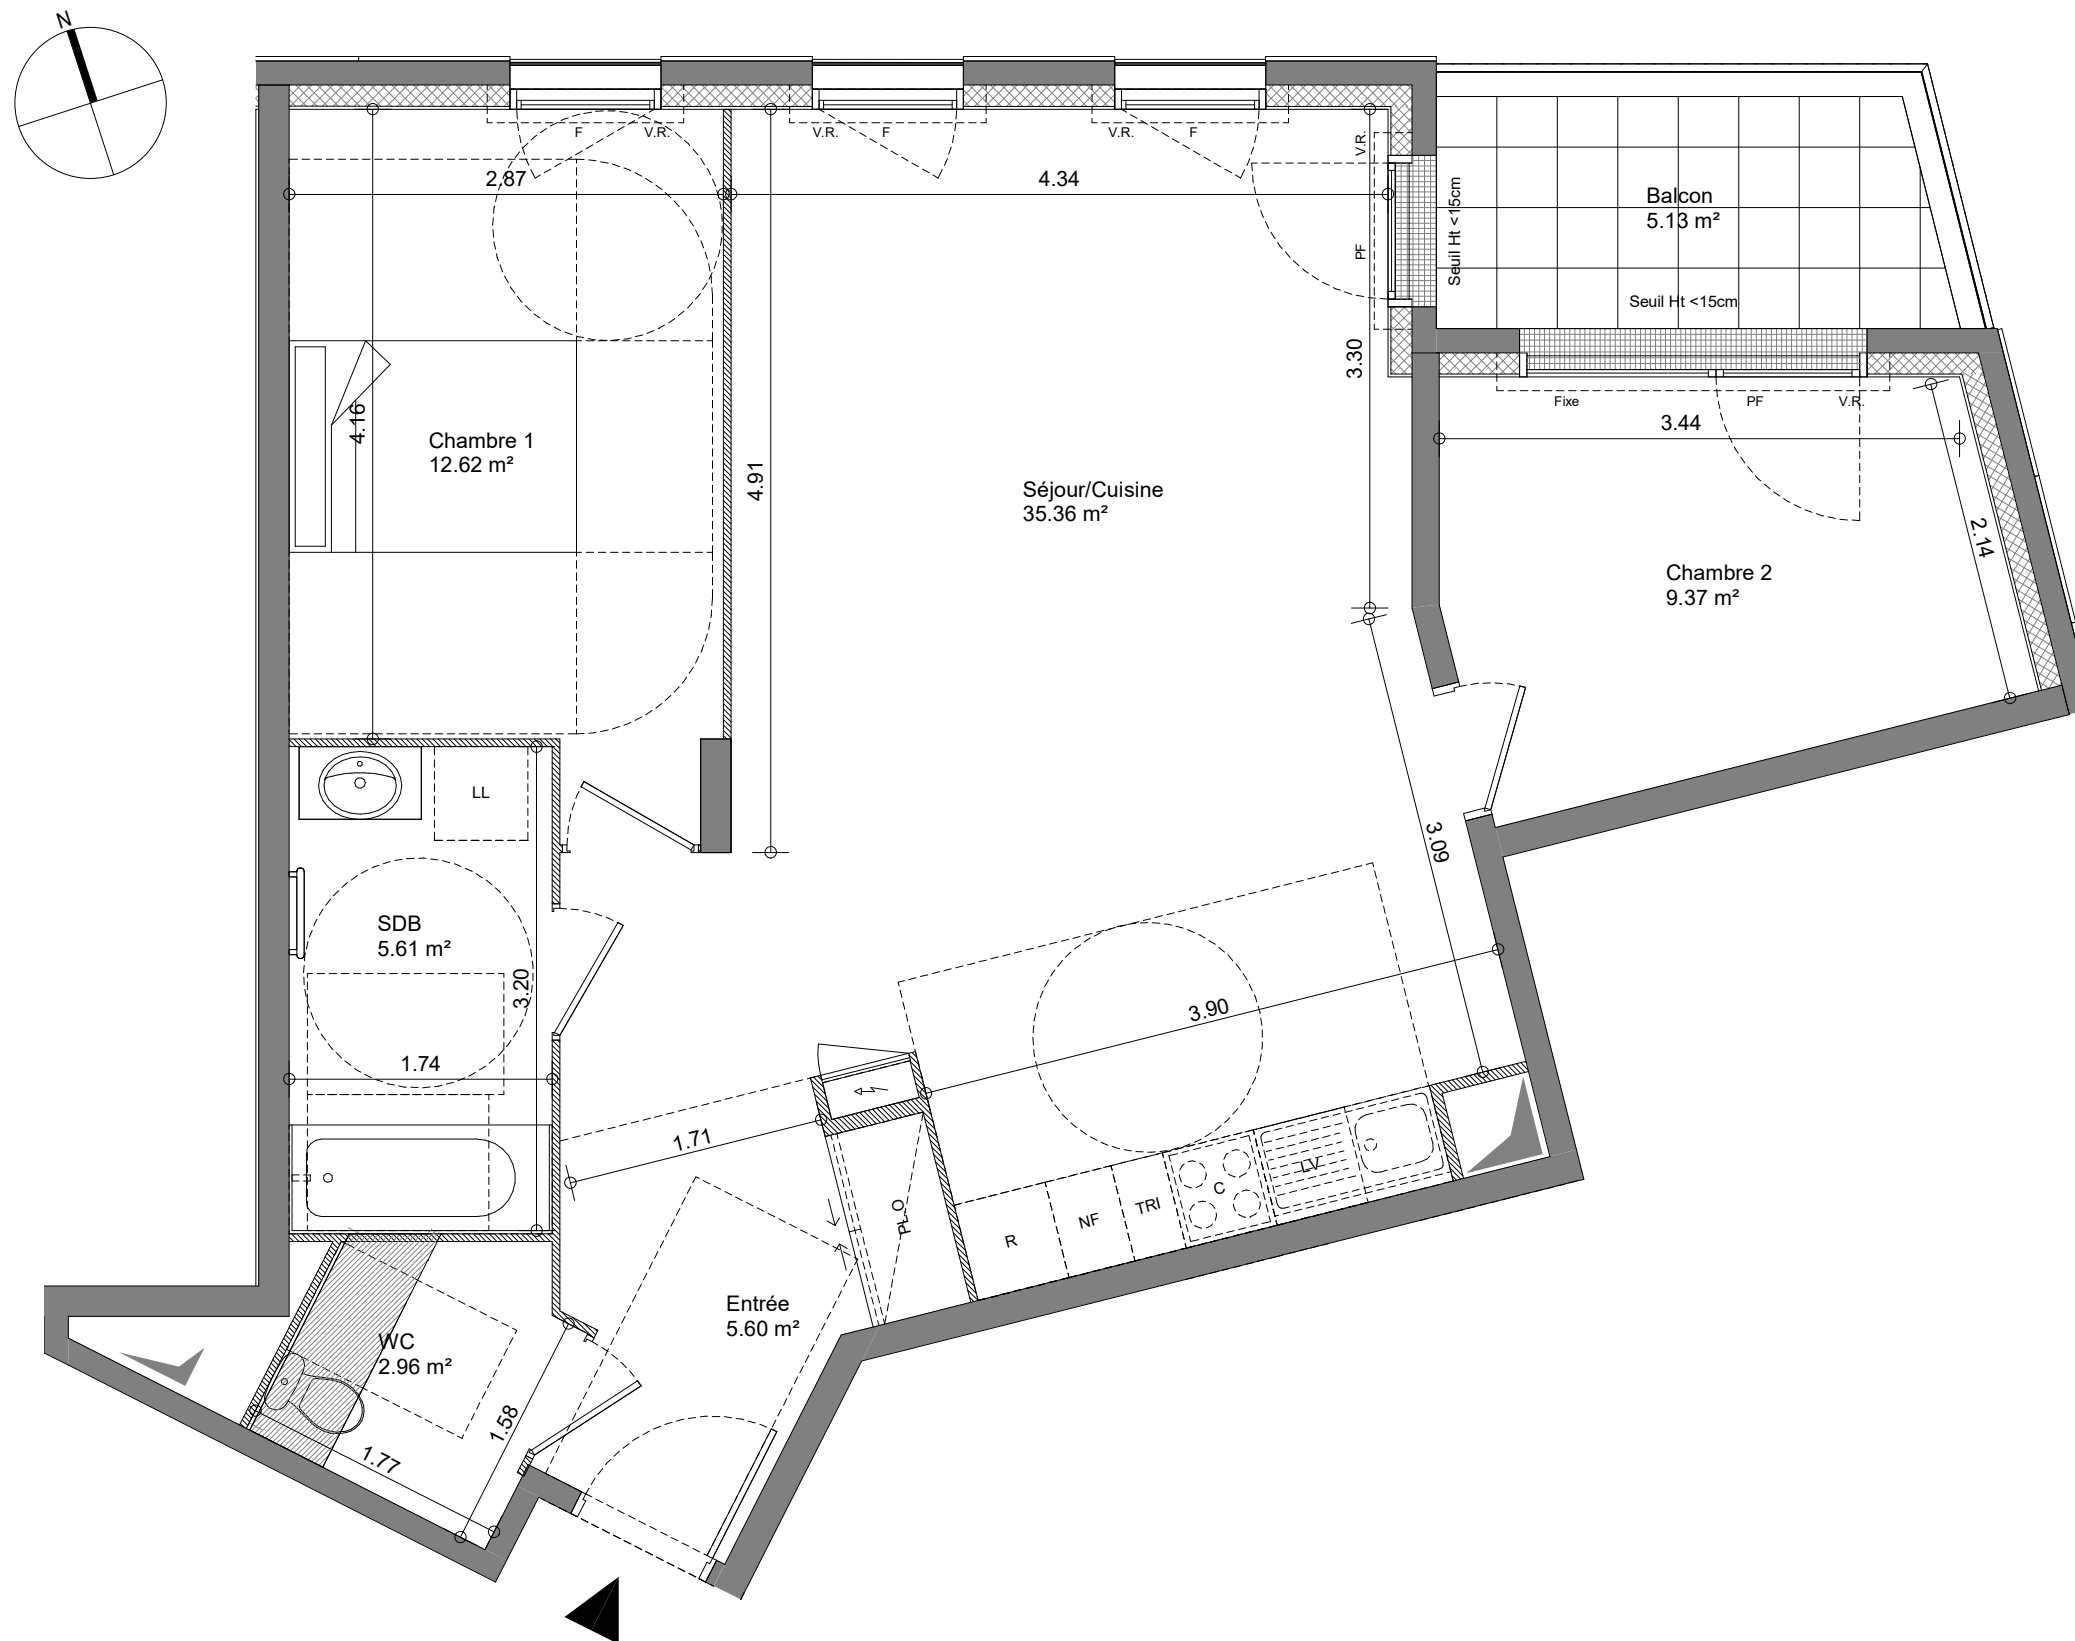 N
F
V.R.
V.R.
F
V.R.
F
V.R.
2.87
4.34
PF
Seuil Ht <15cm
Balcon
5.13 m²
Seuil Ht <15cm
3.30
Fixe
PF
V.R.
3.44
4.16
Chambre 1
12.62 m²
4.91
Séjour/Cuisine
35.36 m²
2.14
Chambre 2
9.37 m²
LL
3.09
SDB
5.61 m²
3.20
3.90
1.74
1.71
PLO
R
NF
TRI
C
LV
Entrée
5.60 m²
WC
2.96 m²
1.58
1.77